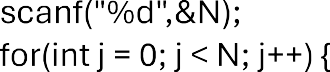 scanf("%d",&N);
for(int j = 0; j < N; j++) {